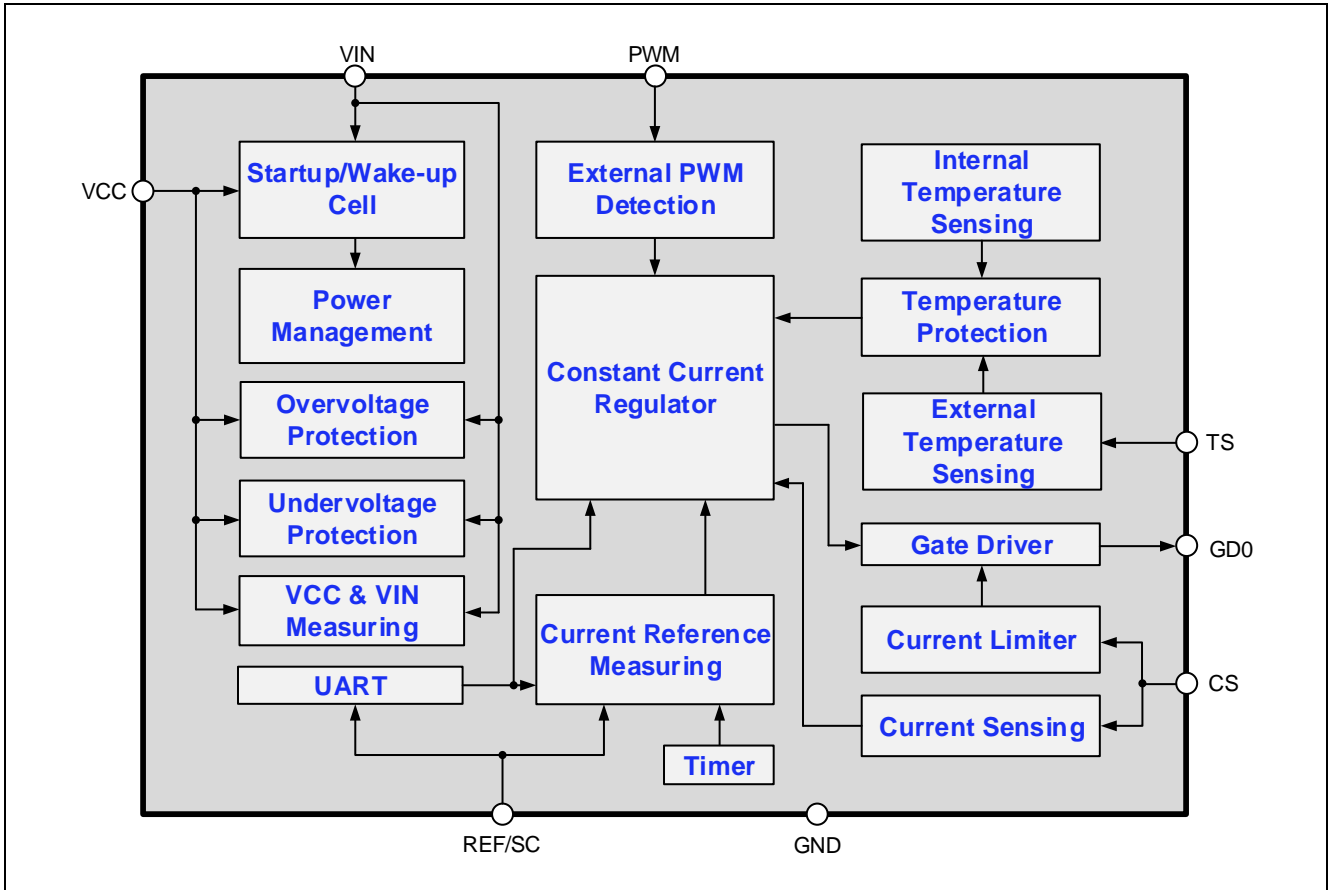 VIN
PWM
VCC
Startup/Wake-up
Cell
External PWM
Detection
Internal
Temperature
Sensing
Power
Management
Temperature
Protection
Constant Current
Regulator
Overvoltage
Protection
External
Temperature
Sensing
TS
Undervoltage
Protection
Gate Driver
GD0
VCC & VIN
Measuring
Current Reference
Measuring
Current Limiter
UART
CS
Current Sensing
Timer
REF/SC
GND